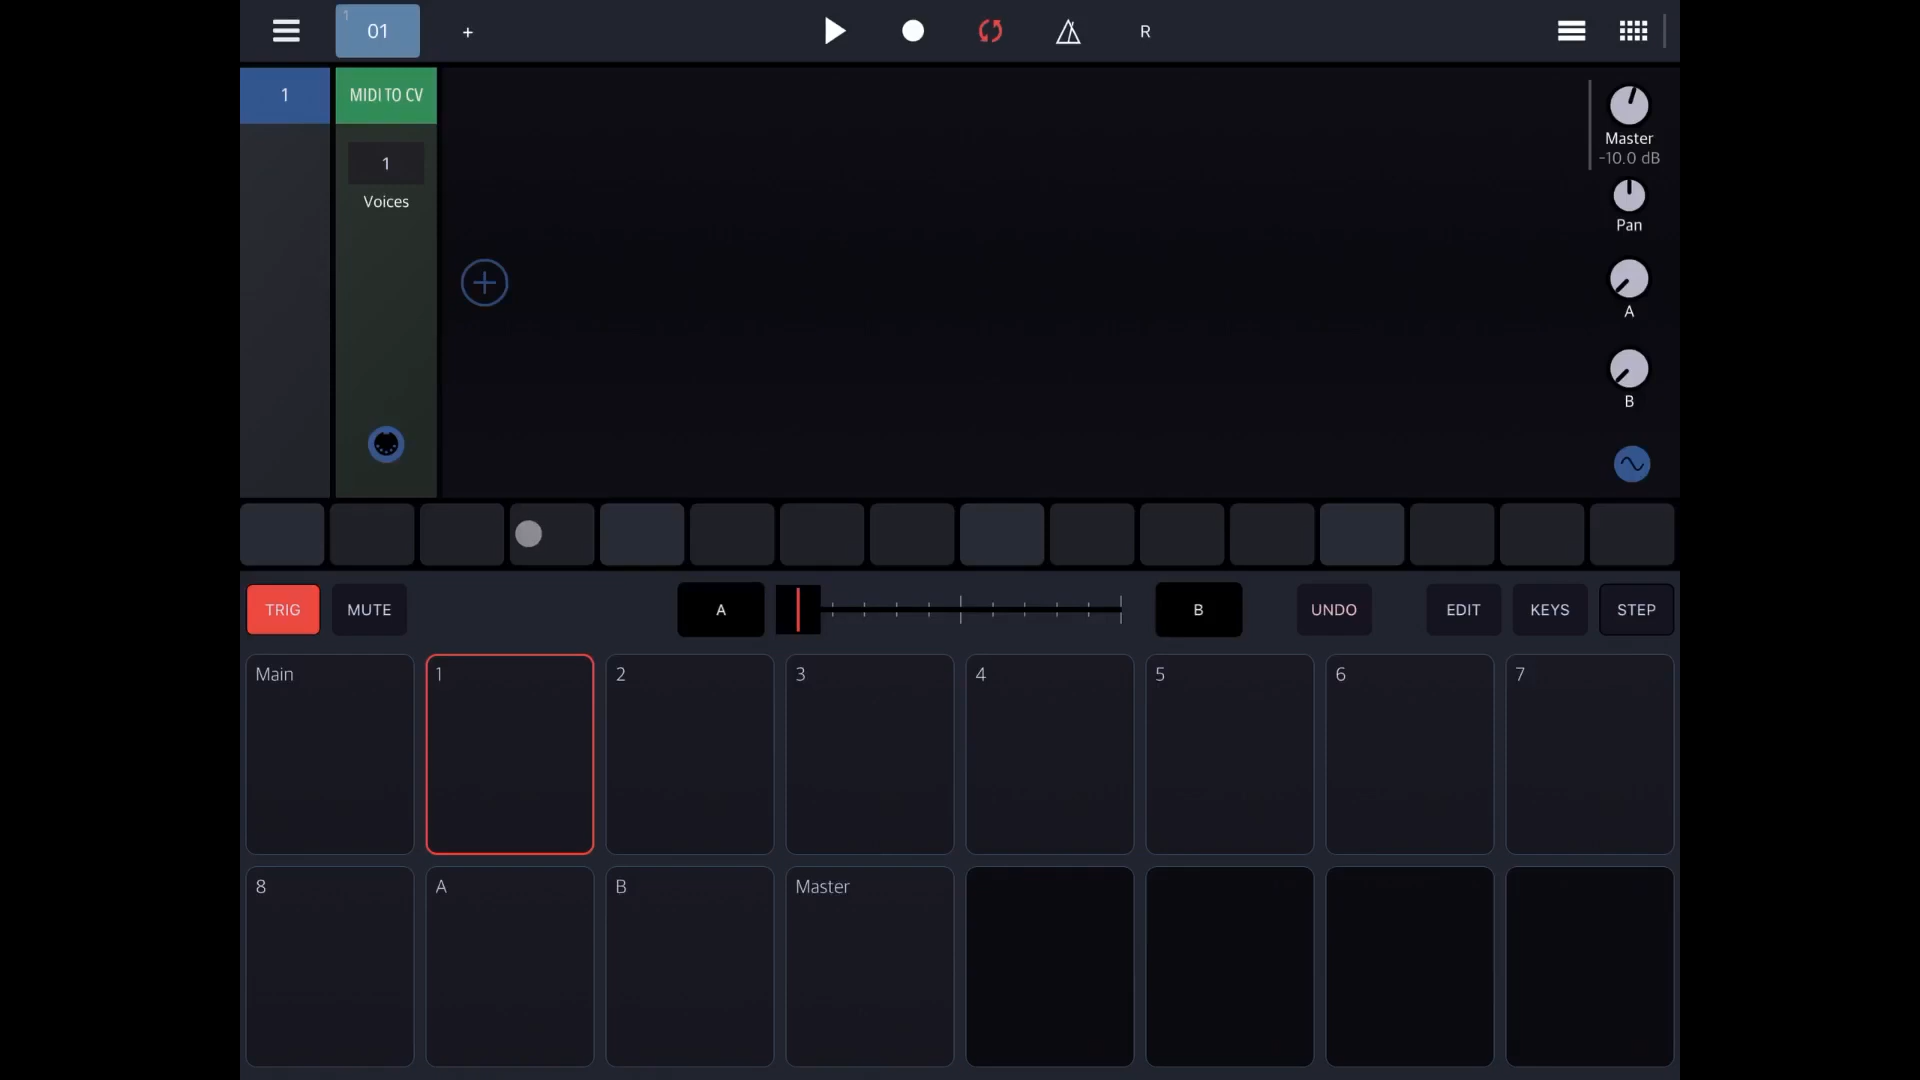 1
01
+
R
1
MIDI TO CV
1
Voices
Master
-10.0 dB
Pan
A
B
TRIG
MUTE
A
B
UNDO
EDIT
KEYS
STEP
Main
1
2
3
4
5
6
7
8
A
B
Master